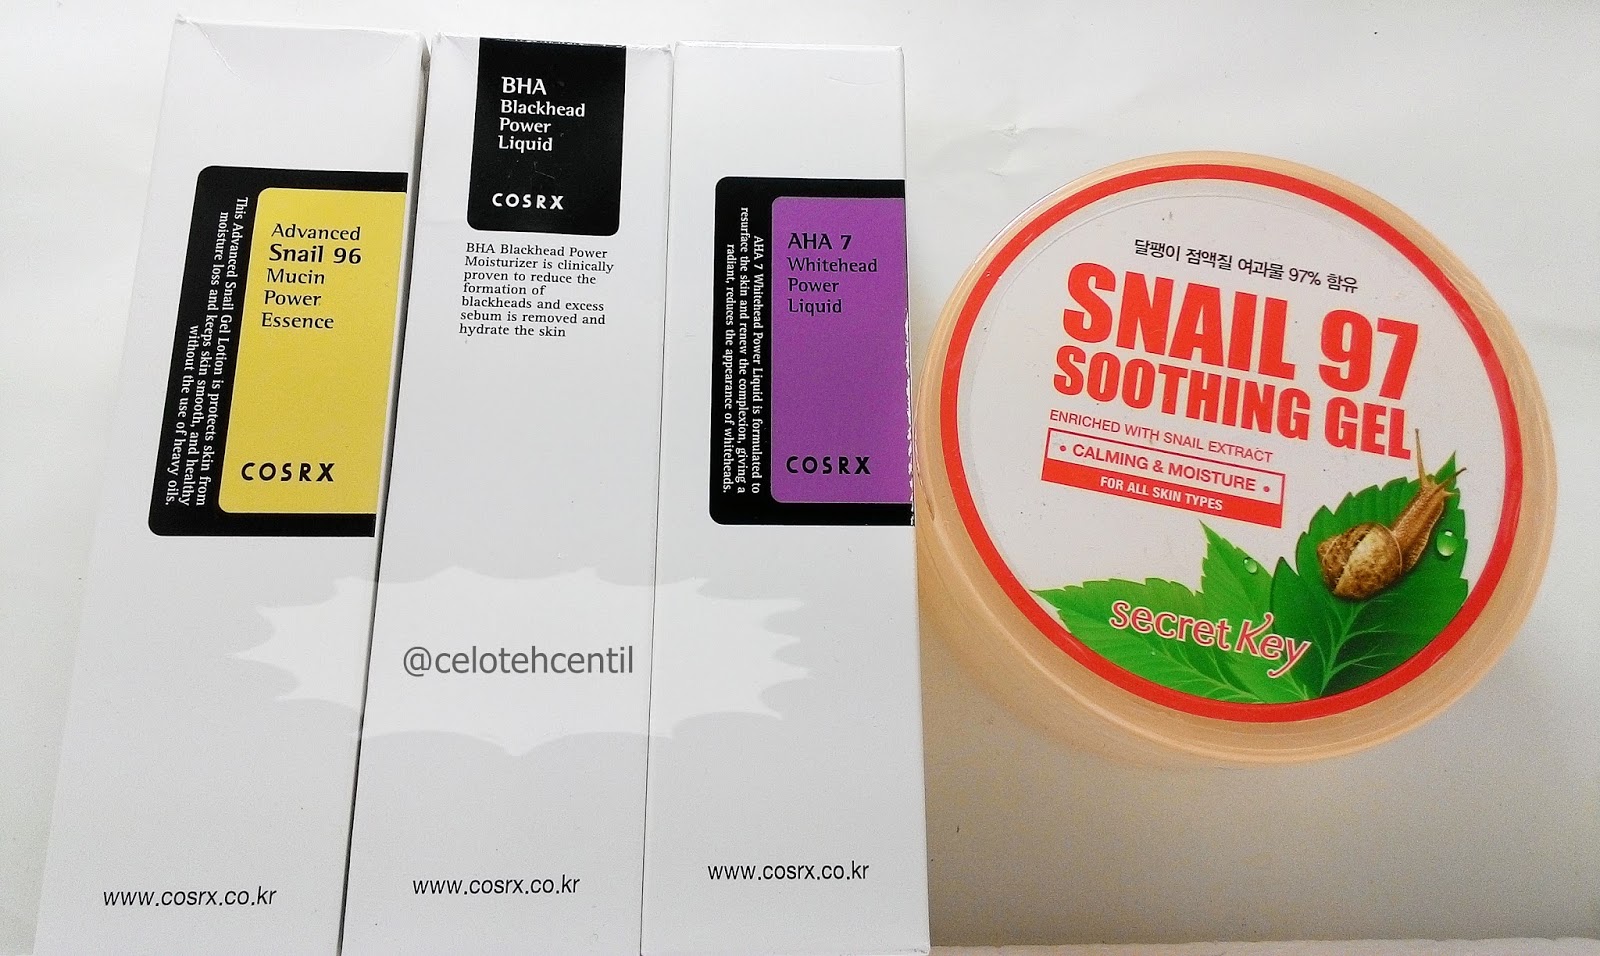 This Advanced Snail Gel Lotion is protects skin from
moisture loss and keeps skin smooth, and healthy
without the use of heavy oils.
Advanced
Snail 96
Mucin
Power
Essence
COSRX
www.cosrx.co.kr
BHA
Blackhead
Power
Liquid
COSRX
BHA Blackhead Power
Moisturizer is clinically
proven to reduce the
formation of
blackheads and excess
sebum is removed and
hydrate the skin
www.cosrx.co.kr
AHA 7 Whitehead Power Liquid is formulated to
resurface the skin and renew the complexion, giving a
radiant, reduces the appearance of whiteheads.
AHA 7
Whitehead
Power
Liquid
COSRX
www.cosrx.co.kr
@celotehcentil
달팽이 점액질 여과물 97% 함유
SNAIL 97
SOOTHING GEL
ENRICHED WITH SNAIL EXTRACT
• CALMING & MOISTURE •
FOR ALL SKIN TYPES
secret Key